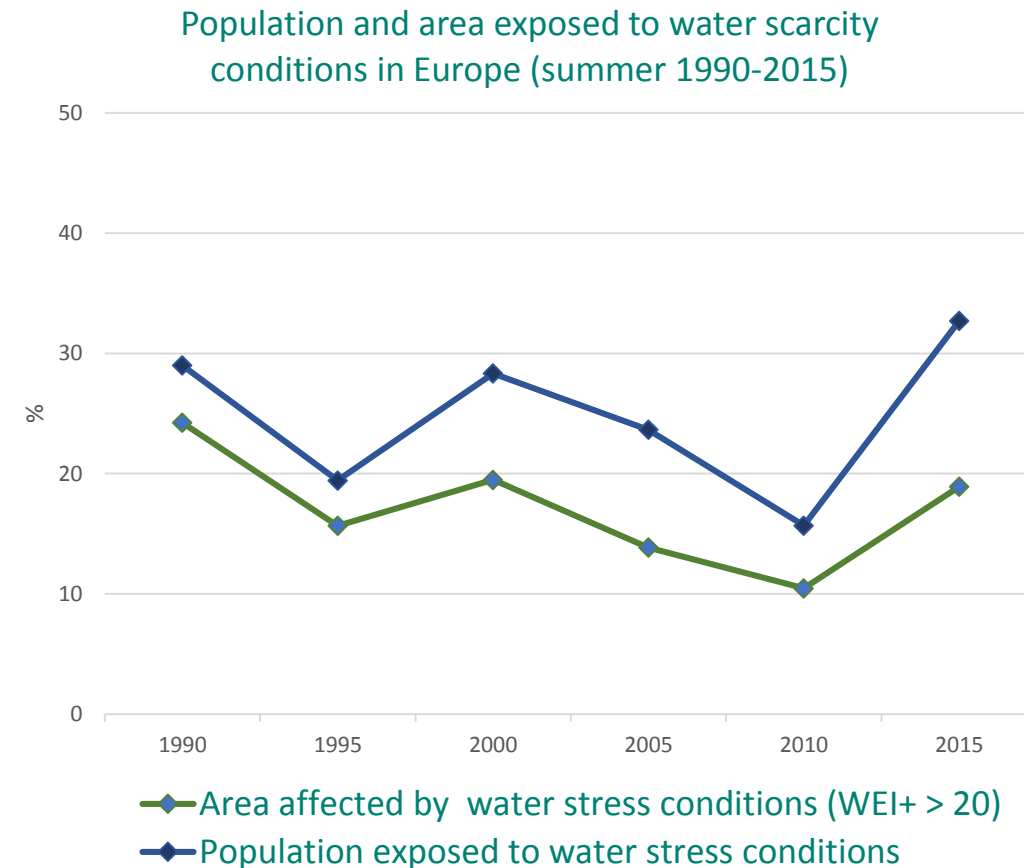 Population and area exposed to water scarcity
conditions in Europe (summer 1990-2015)
50
40
30
20
10
0
%
1990 1995 2000 2005 2010 2015
Area affected by water stress conditions (WEI+ > 20)
Population exposed to water stress conditions